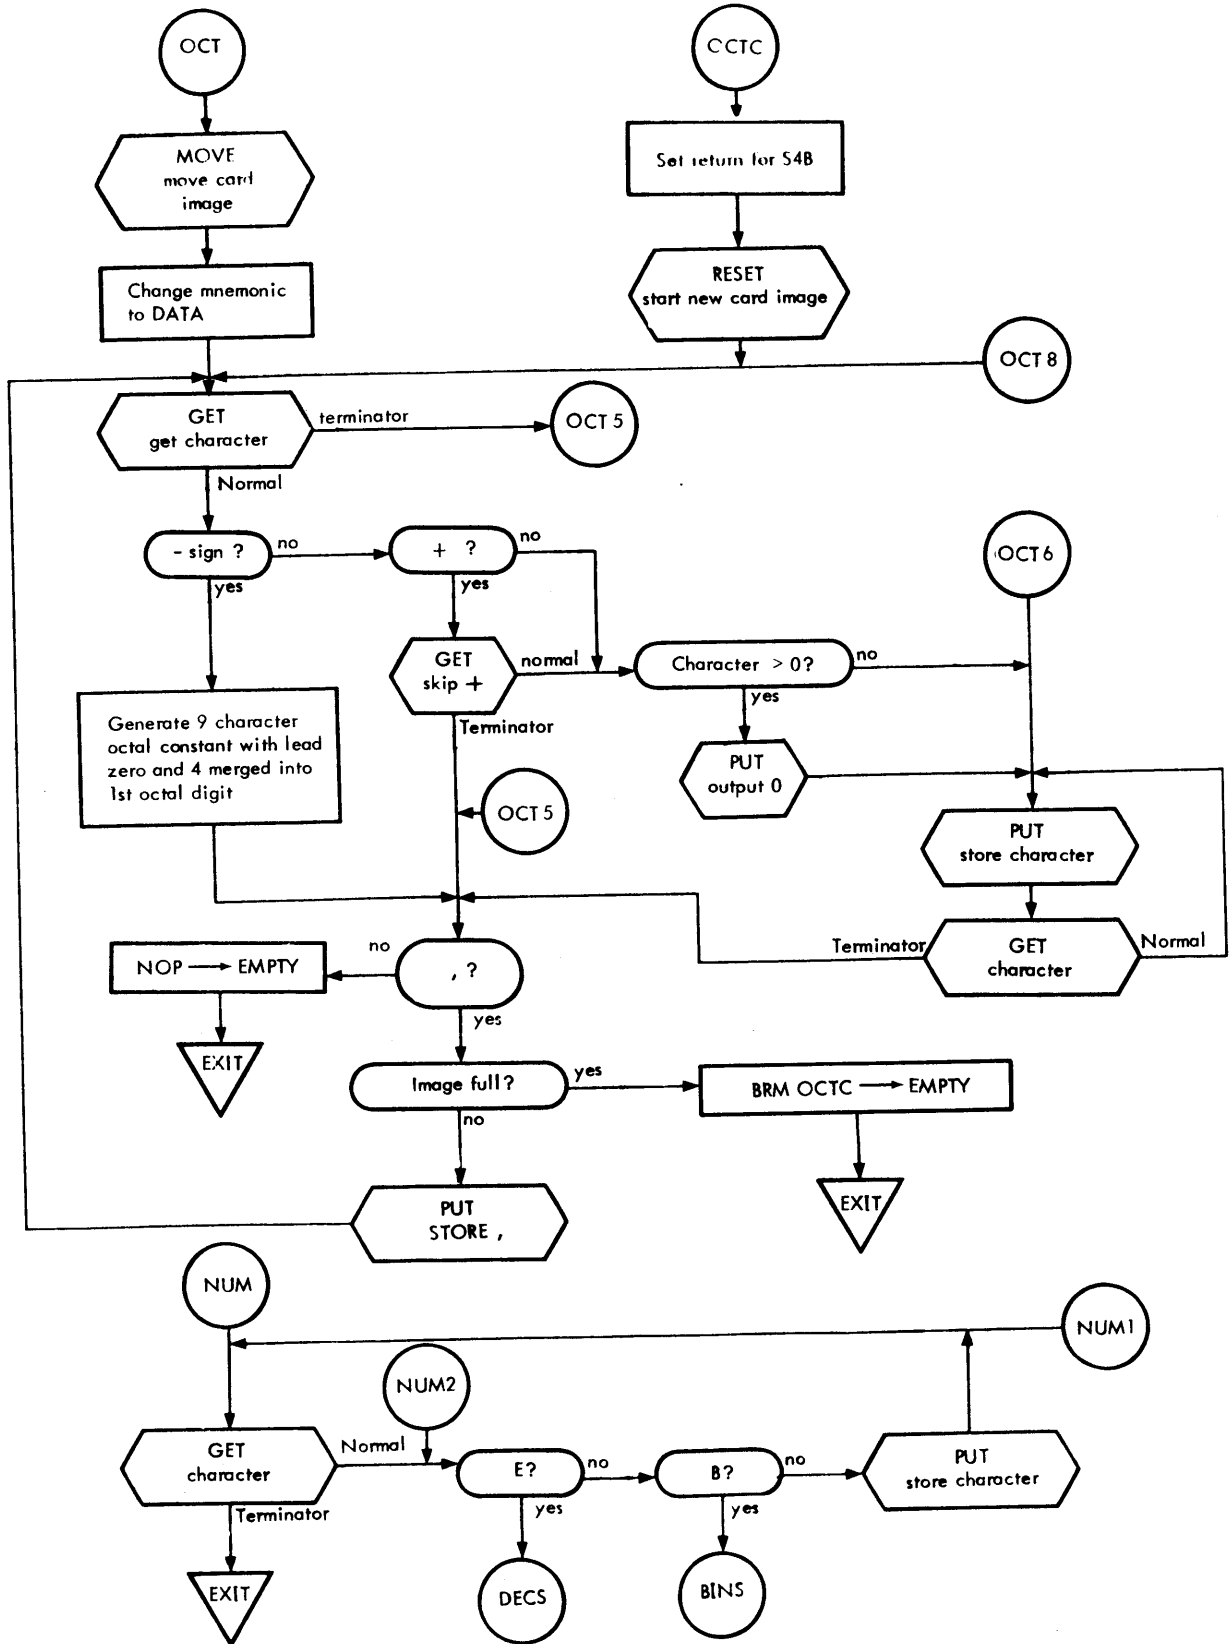 OCT
OCTC
MOVE
move card
image
Set return for S4B
Change mnemonic
to DATA
RESET
start new card image
OCT 8
GET
get character
terminator
OCT 5
Normal
- sign ?
no
+ ?
no
OCT6
yes
yes
GET
skip +
normal
Character > 0?
no
yes
Terminator
Generate 9 character
octal constant with lead
zero and 4 merged into
1st octal digit
PUT
output 0
OCT 5
PUT
store character
no
, ?
NOP → EMPTY
Terminator
GET
character
Normal
yes
EXIT
Image full?
yes
BRM OCTC → EMPTY
no
EXIT
PUT
STORE ,
NUM
NUM1
NUM2
GET
character
Normal
E?
no
B?
no
PUT
store character
Terminator
yes
yes
EXIT
DECS
BINS